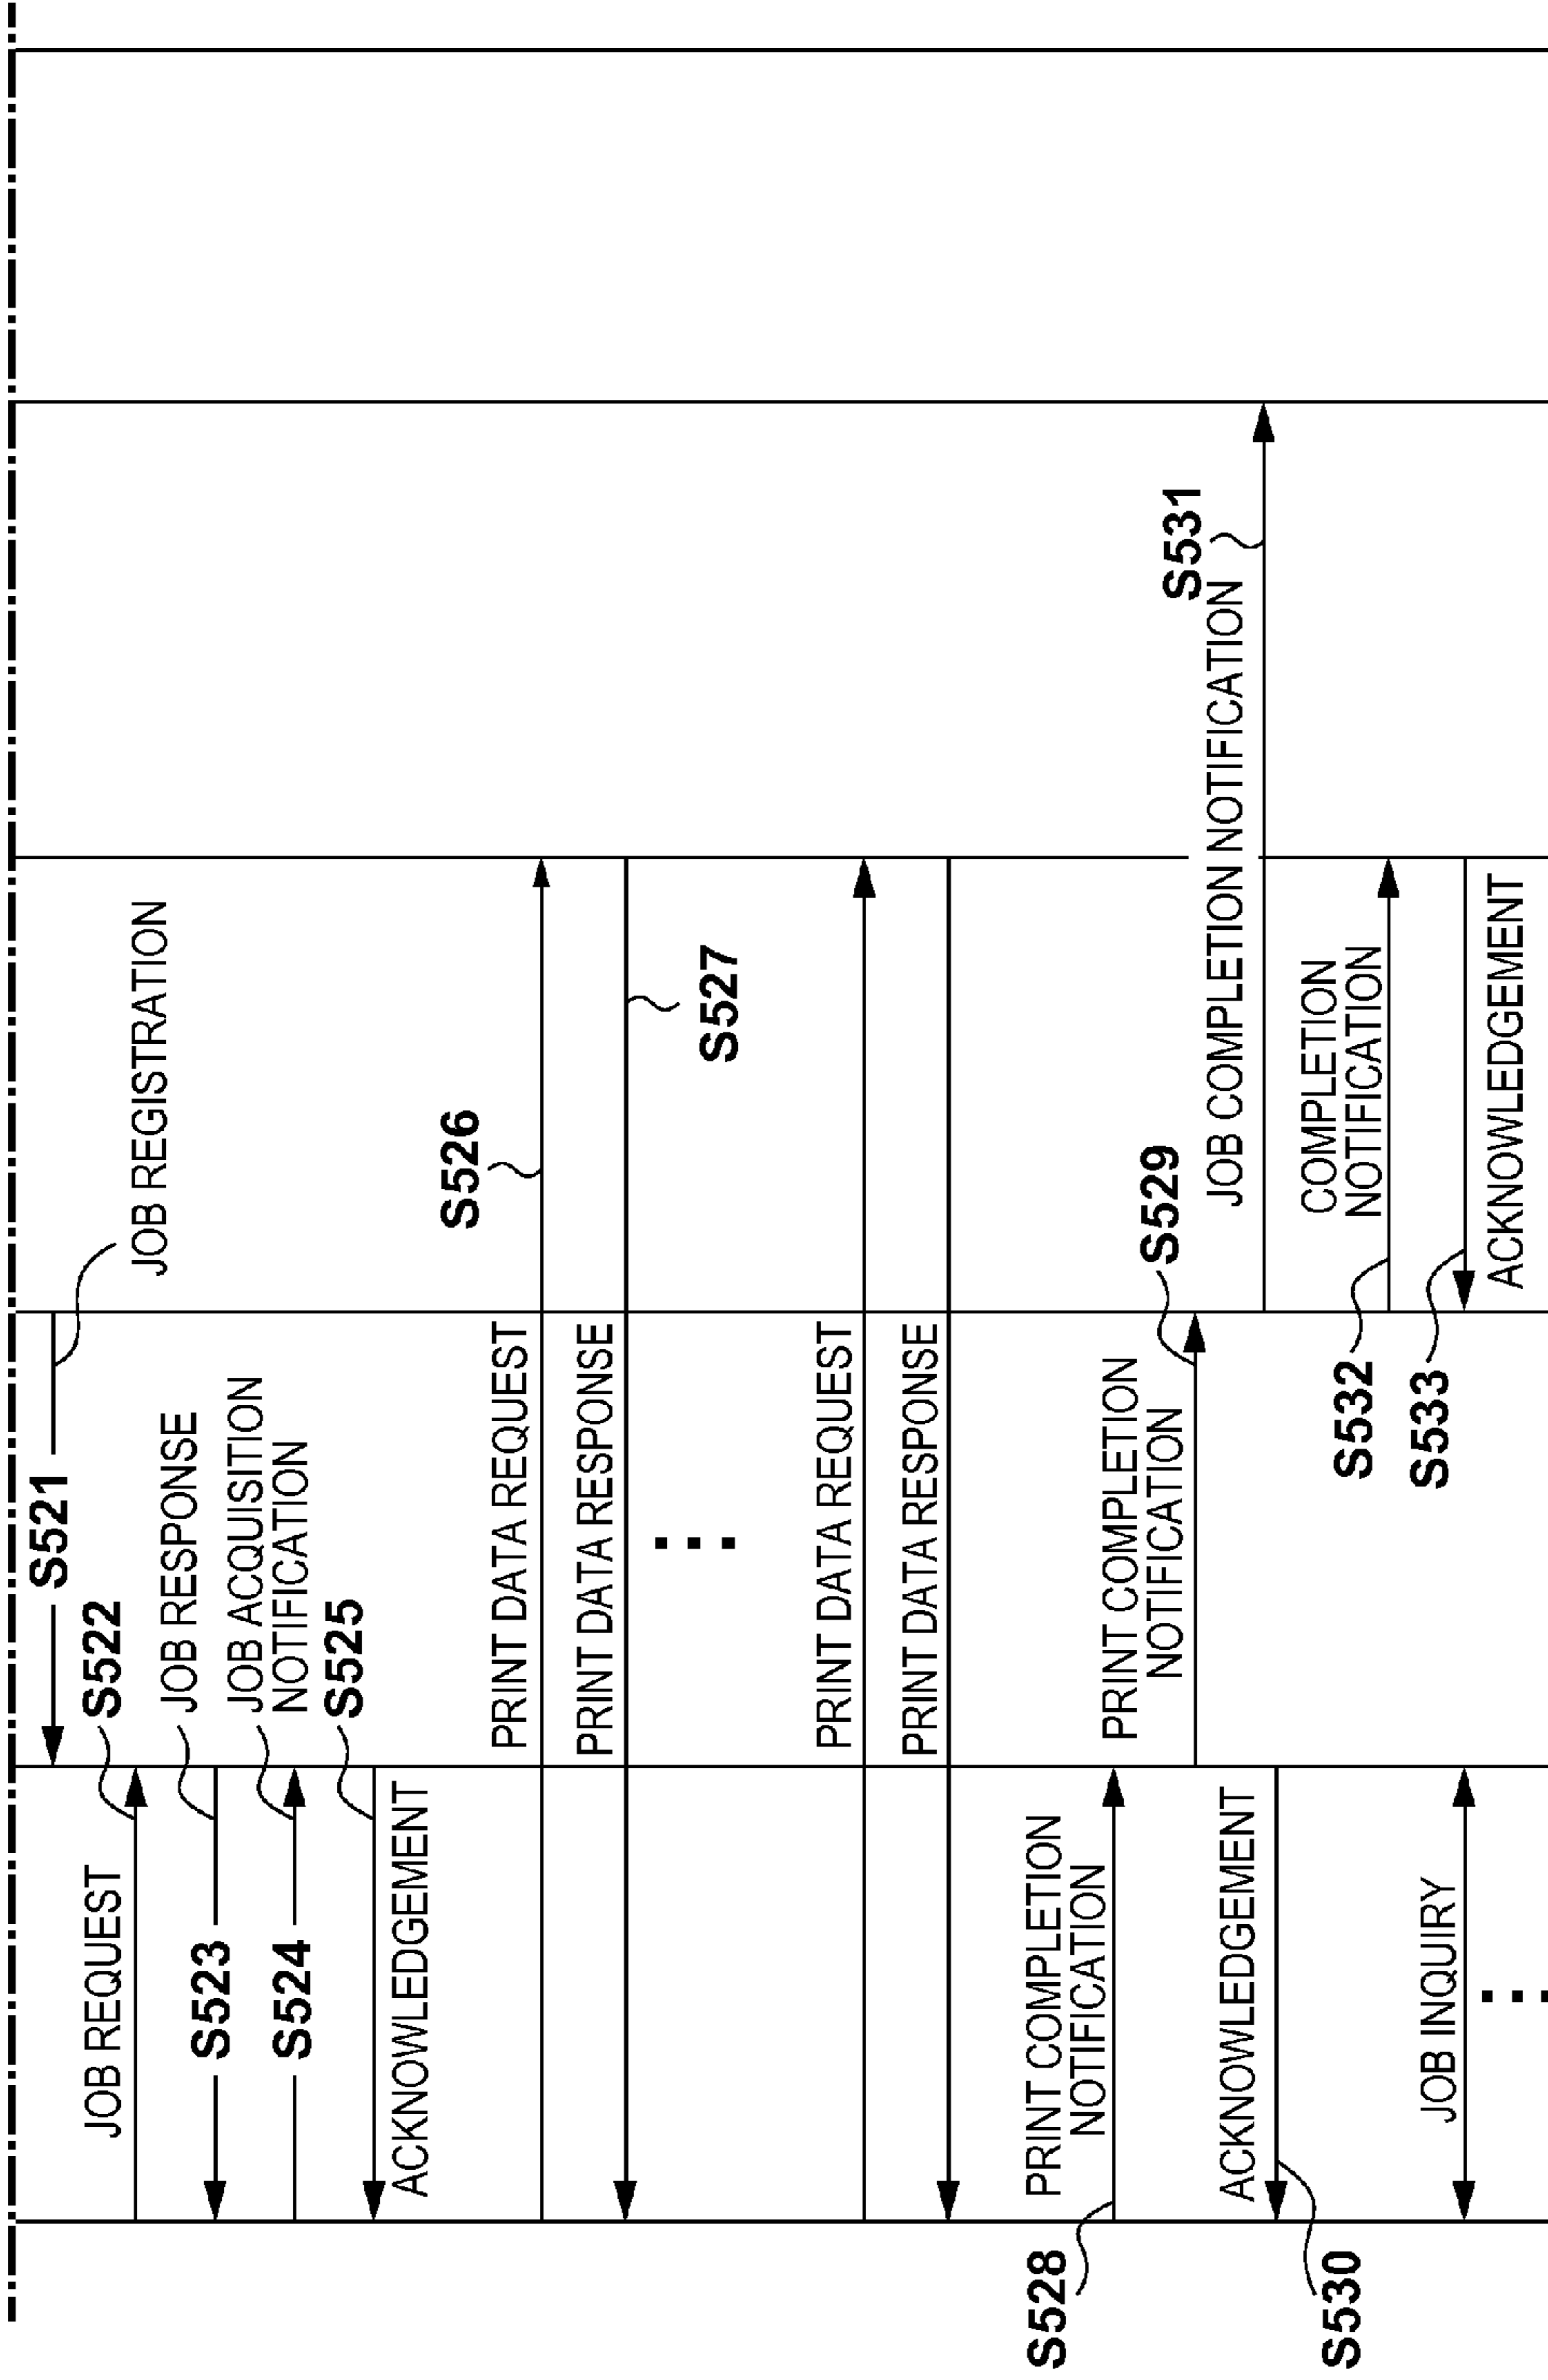 S521
JOB REGISTRATION
JOB REQUEST
S522
S523
JOB RESPONSE
S524
JOB ACQUISITION
NOTIFICATION
S525
ACKNOWLEDGEMENT
S526
PRINT DATA REQUEST
PRINT DATA RESPONSE
S527
PRINT DATA REQUEST
PRINT DATA RESPONSE
S528
PRINT COMPLETION
NOTIFICATION
PRINT COMPLETION
NOTIFICATION
S529
S531
JOB COMPLETION NOTIFICATION
ACKNOWLEDGEMENT
S530
COMPLETION
NOTIFICATION
S532
S533
ACKNOWLEDGEMENT
JOB INQUIRY